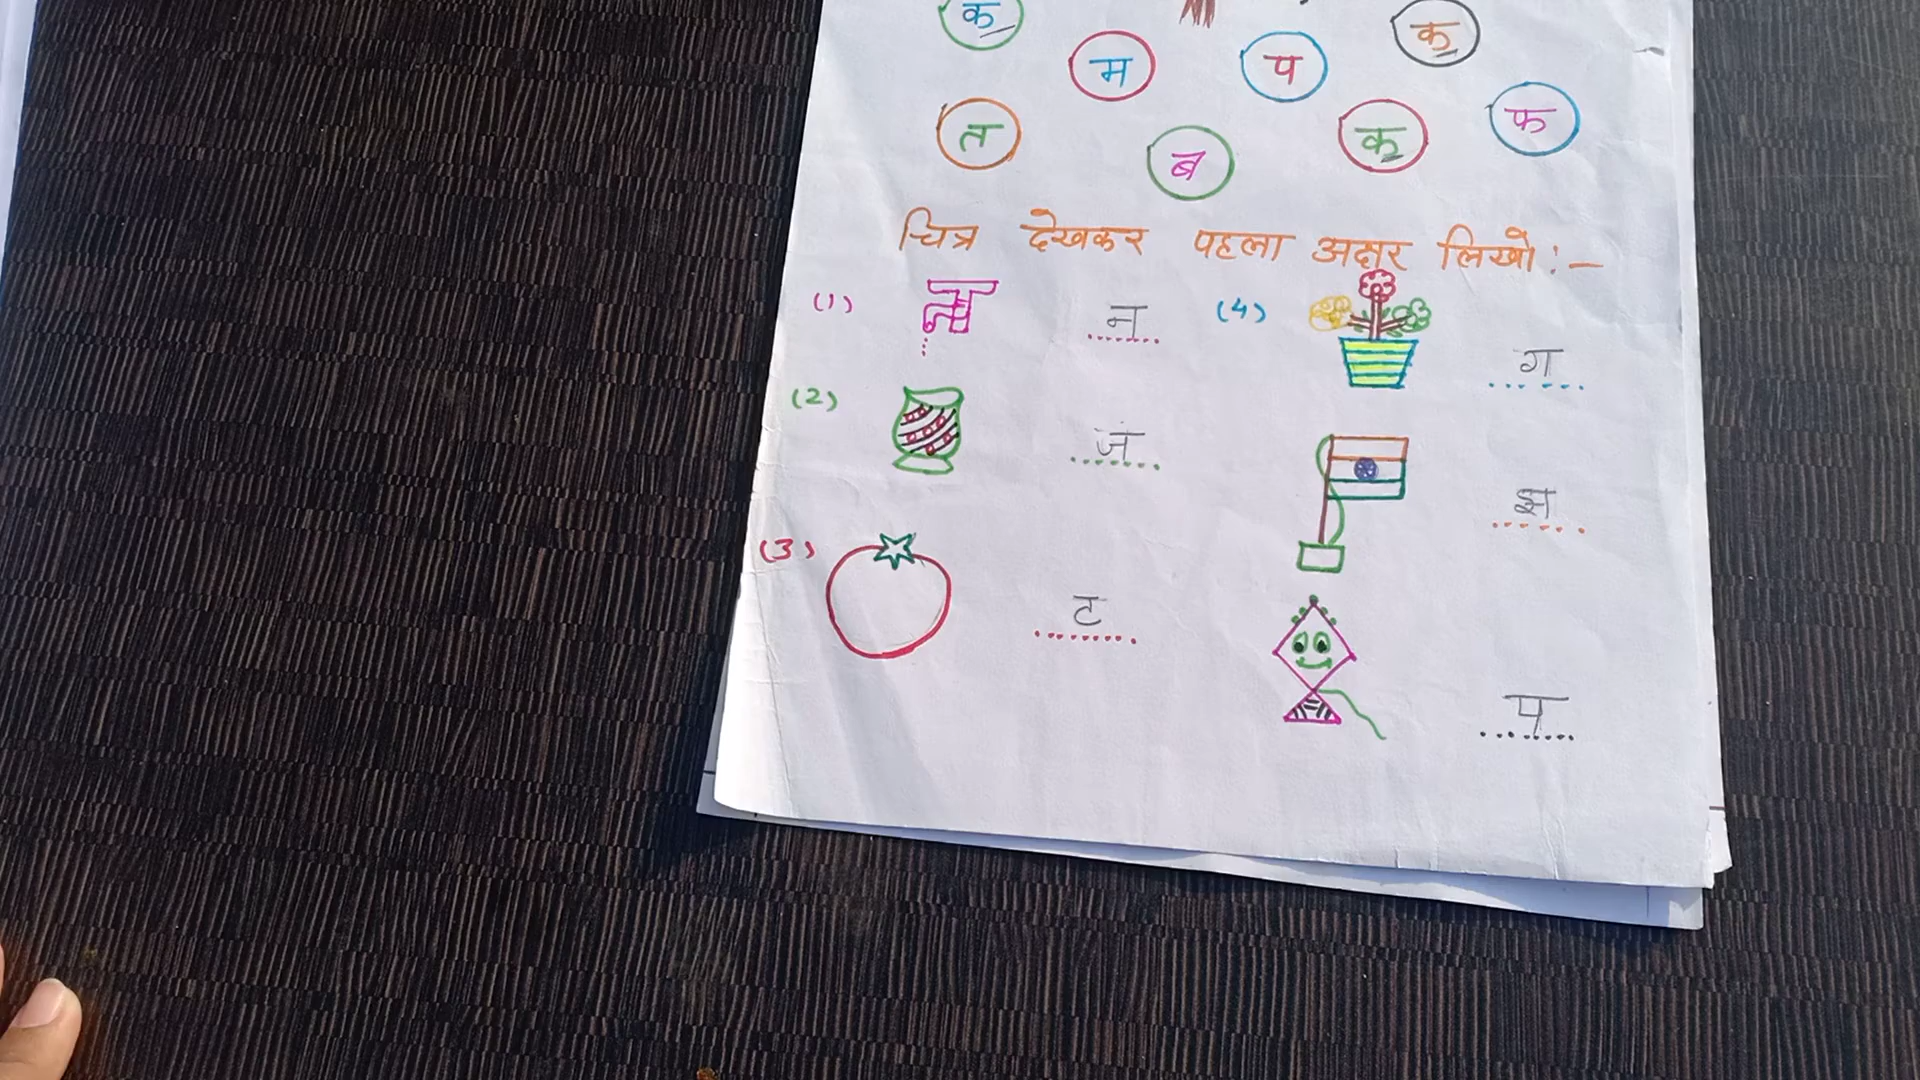 क क
म प
त ब क फ
चित्र देखकर पहला अक्षर लिखो :-
(1) न (4) ग
(2) ज
झ
(3) ट
प